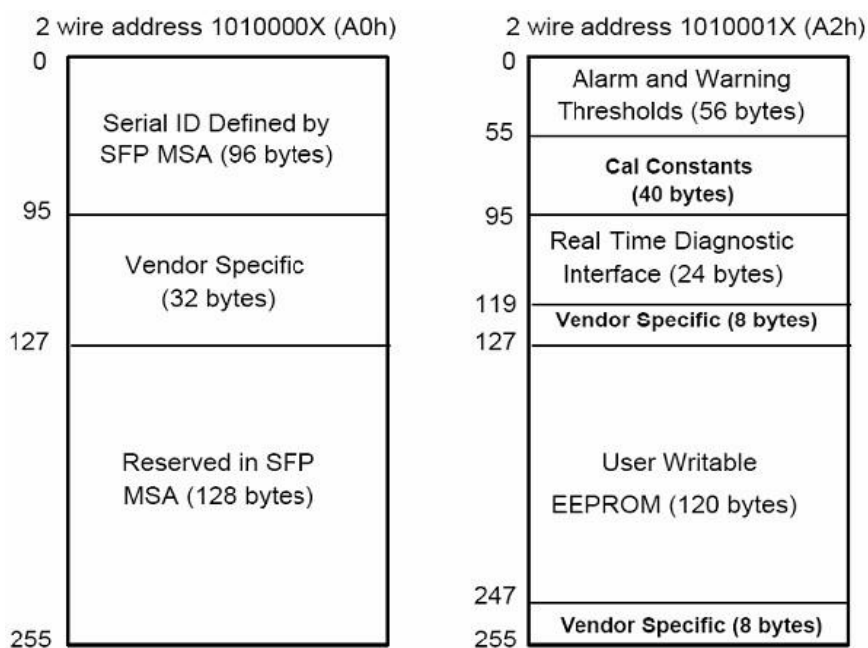 2 wire address 1010000X (A0h)
0
Serial ID Defined by
SFP MSA (96 bytes)
95
Vendor Specific
(32 bytes)
127
Reserved in SFP
MSA (128 bytes)
255
2 wire address 1010001X (A2h)
0
Alarm and Warning
Thresholds (56 bytes)
55
Cal Constants
(40 bytes)
95
Real Time Diagnostic
Interface (24 bytes)
119
Vendor Specific (8 bytes)
127
User Writable
EEPROM (120 bytes)
247
Vendor Specific (8 bytes)
255